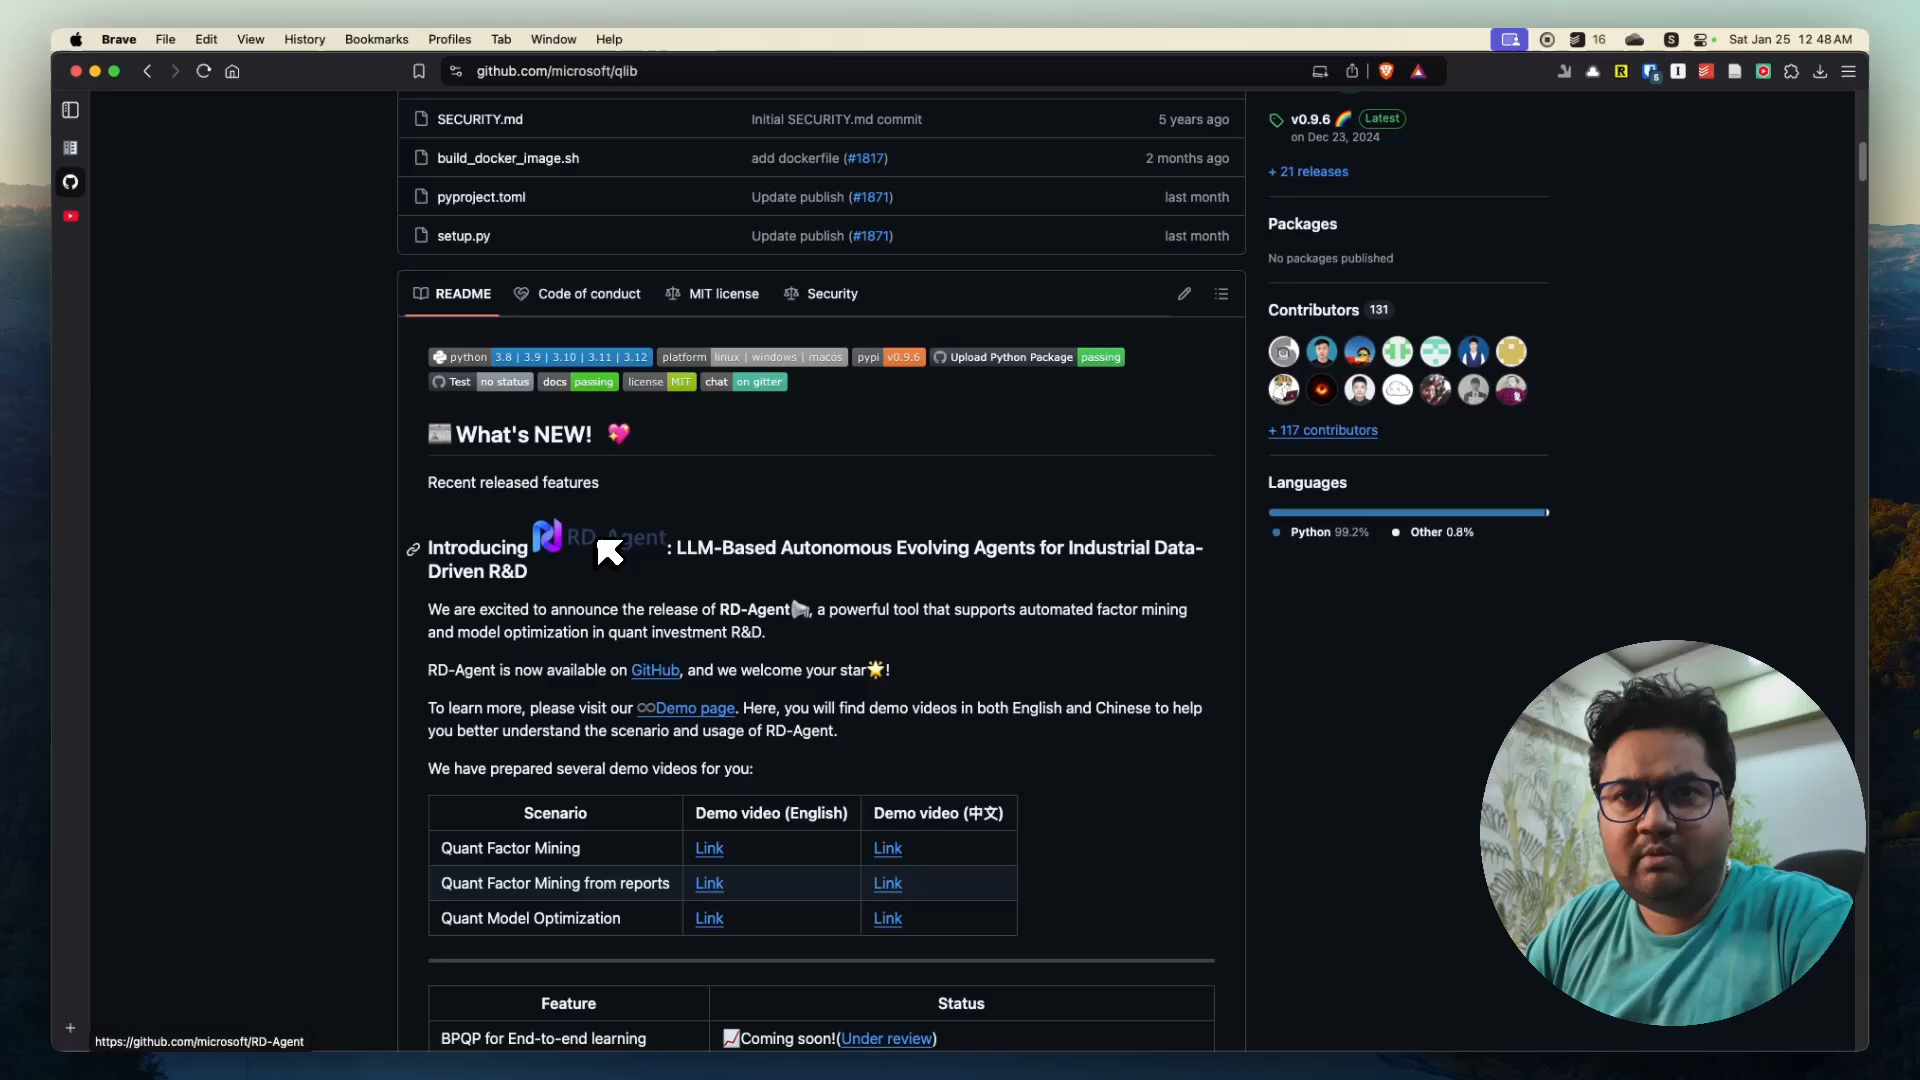 Brave File Edit View History Bookmarks Profiles Tab Window Help 16 S Sat Jan 25 12 48 AM
github.com/microsoft/qlib
SECURITY.md Initial SECURITY.md commit 5 years ago
build_docker_image.sh add dockerfile (#1817) 2 months ago
pyproject.toml Update publish (#1871) last month
setup.py Update publish (#1871) last month
README Code of conduct MIT license Security
python 3.8 | 3.9 | 3.10 | 3.11 | 3.12 platform linux | windows | macos pypi v0.9.6 Upload Python Package passing
Test no status docs passing license MIT chat on gitter
What's NEW! 💖
Recent released features
Introducing RD-Agent : LLM-Based Autonomous Evolving Agents for Industrial Data-
Driven R&D
We are excited to announce the release of RD-Agent📢, a powerful tool that supports automated factor mining
and model optimization in quant investment R&D.
RD-Agent is now available on GitHub, and we welcome your star🌟!
To learn more, please visit our ♾️Demo page. Here, you will find demo videos in both English and Chinese to help
you better understand the scenario and usage of RD-Agent.
We have prepared several demo videos for you:
Scenario Demo video (English) Demo video (中文)
Quant Factor Mining Link Link
Quant Factor Mining from reports Link Link
Quant Model Optimization Link Link
Feature Status
BPQP for End-to-end learning 📈Coming soon!(Under review)
v0.9.6 🌈 Latest
on Dec 23, 2024
+ 21 releases
Packages
No packages published
Contributors 131
+ 117 contributors
Languages
Python 99.2% Other 0.8%
https://github.com/microsoft/RD-Agent